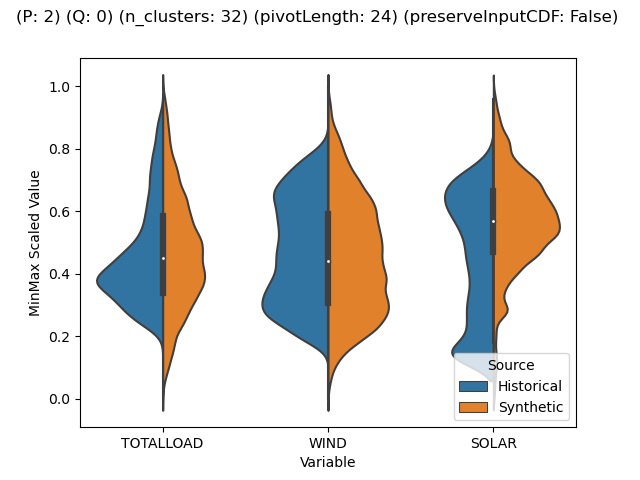 (P: 2) (Q: 0) (n_clusters: 32) (pivotLength: 24) (preserveInputCDF: False)
1.0
0.8
0.6
0.4
0.2
0.0
MinMax Scaled Value
Source
Historical
Synthetic
TOTALLOAD WIND SOLAR
Variable